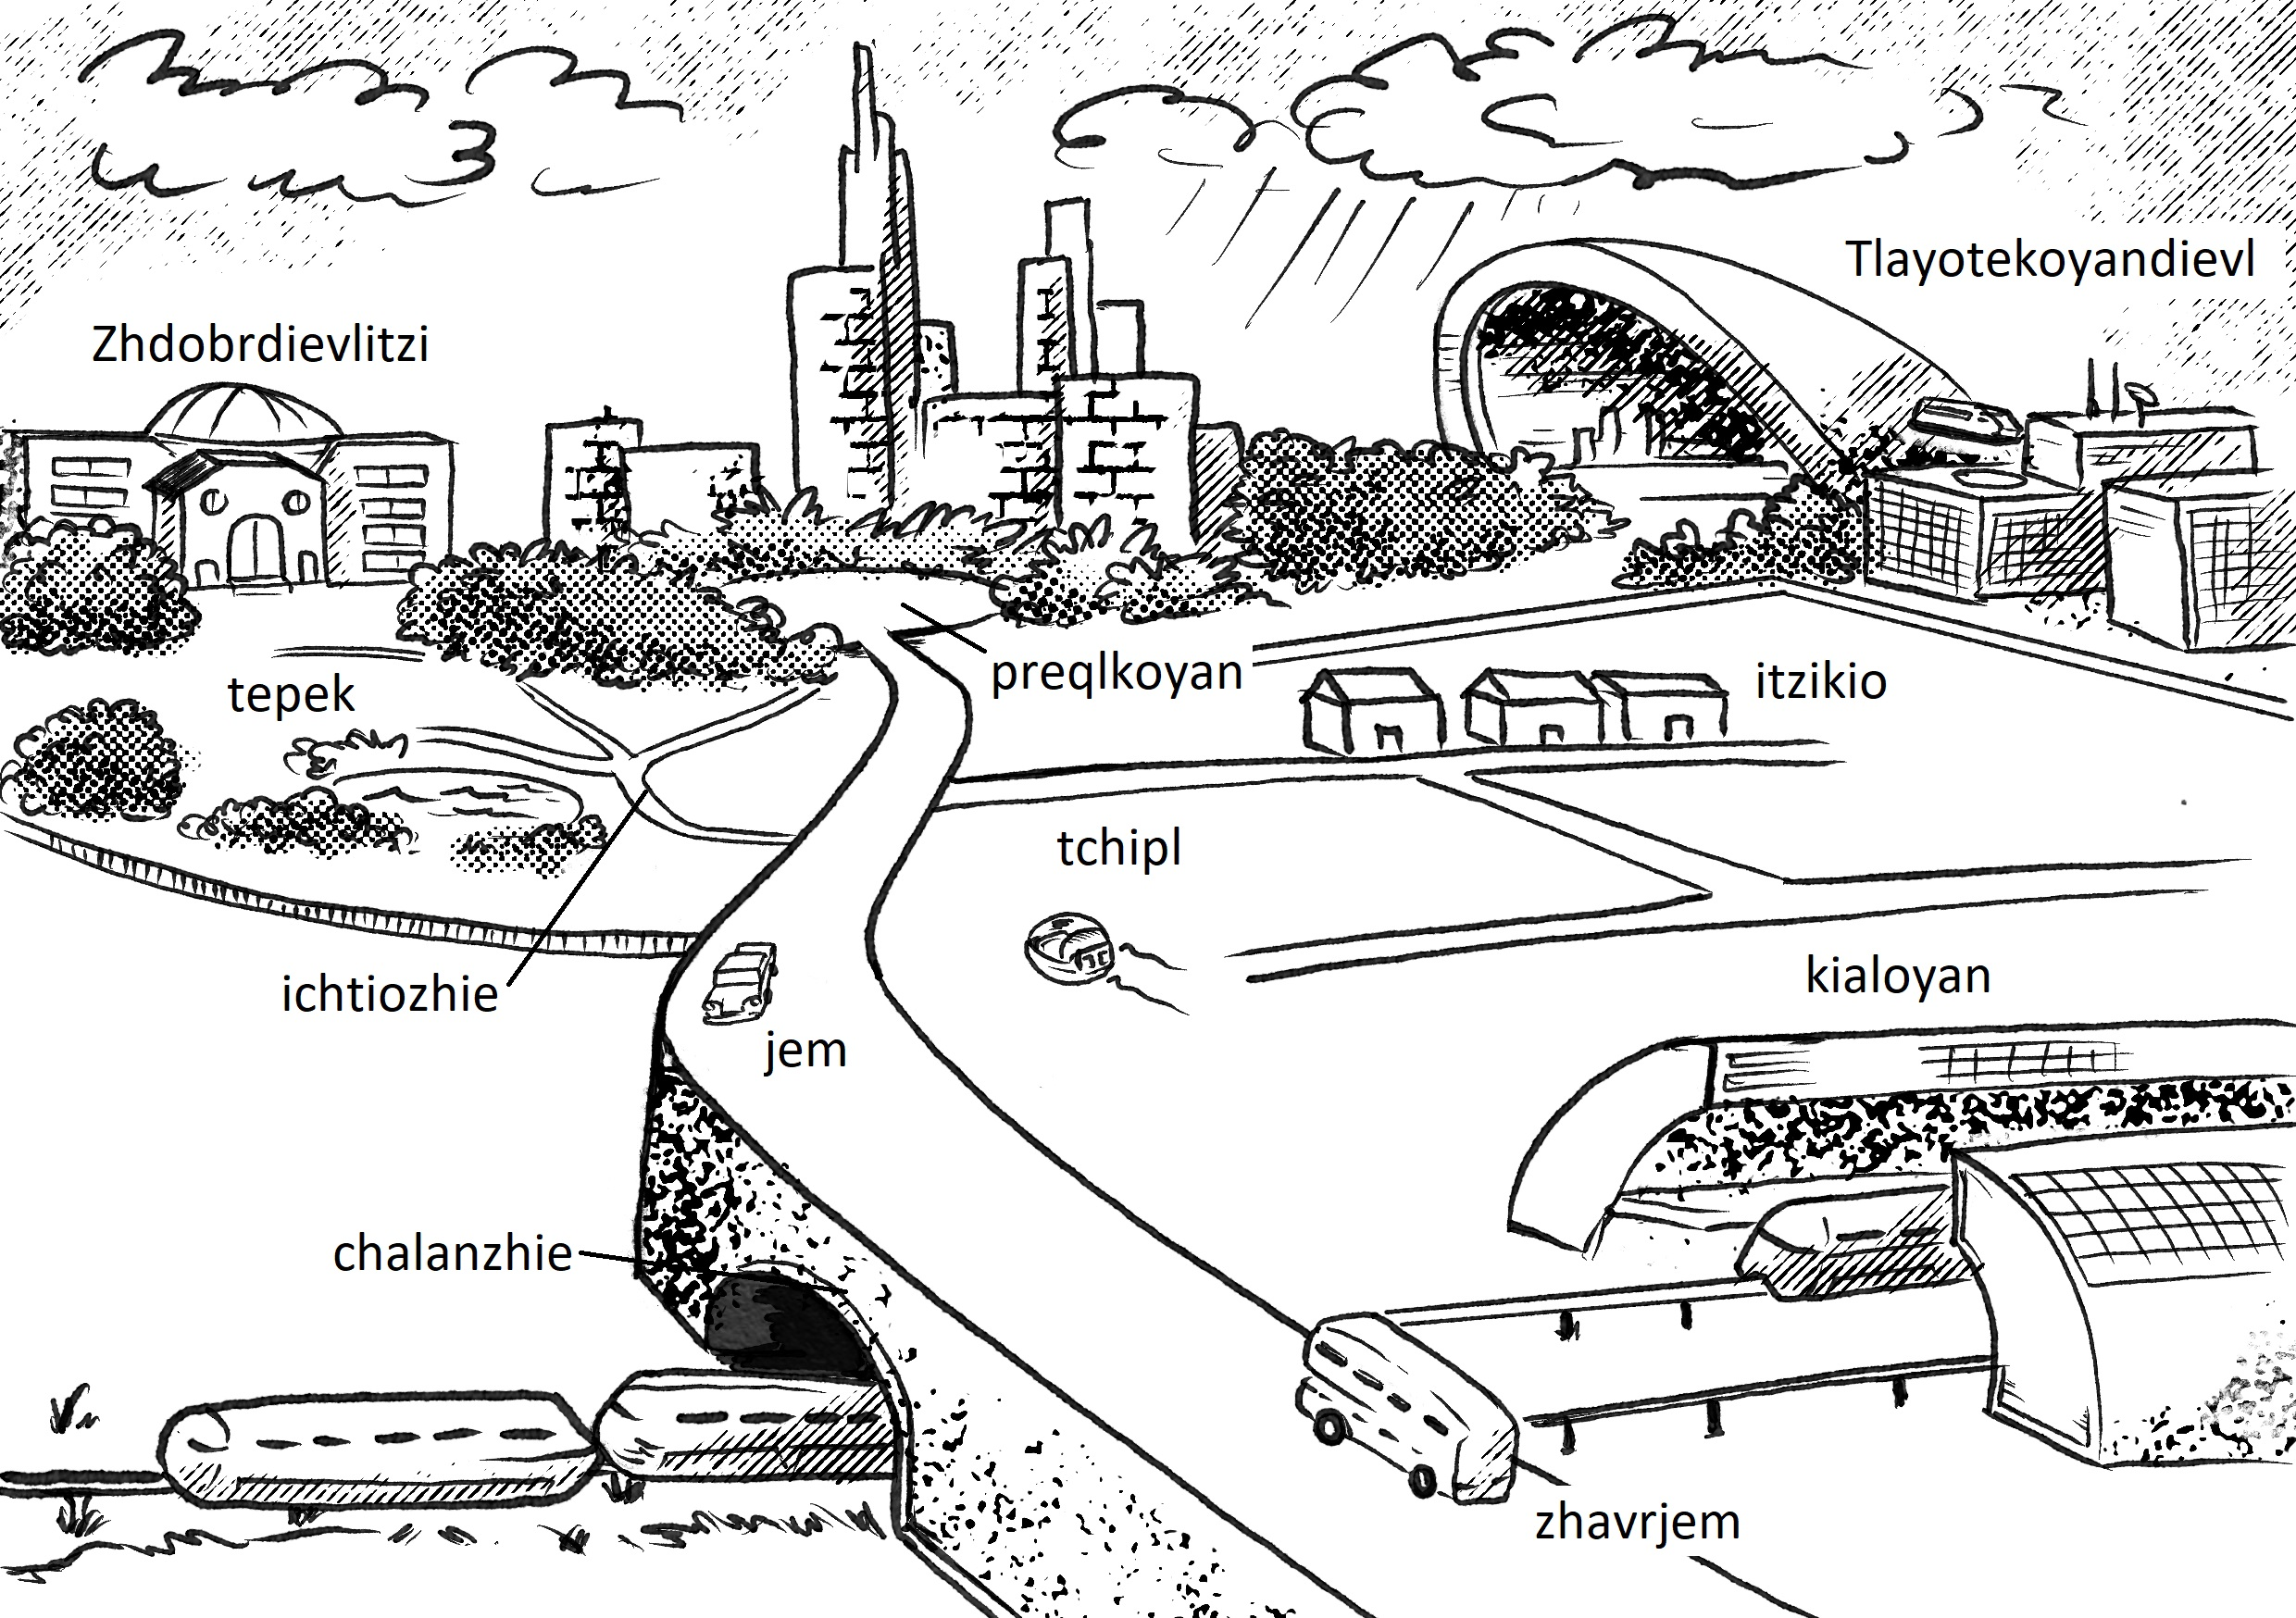 Tlayotekoyandievl
Zhdobrdievlitzi
preqlkoyan
itzikio
tepek
tchipl
ichtiozhie
kialoyan
jem
chalanzhie
zhavrjem